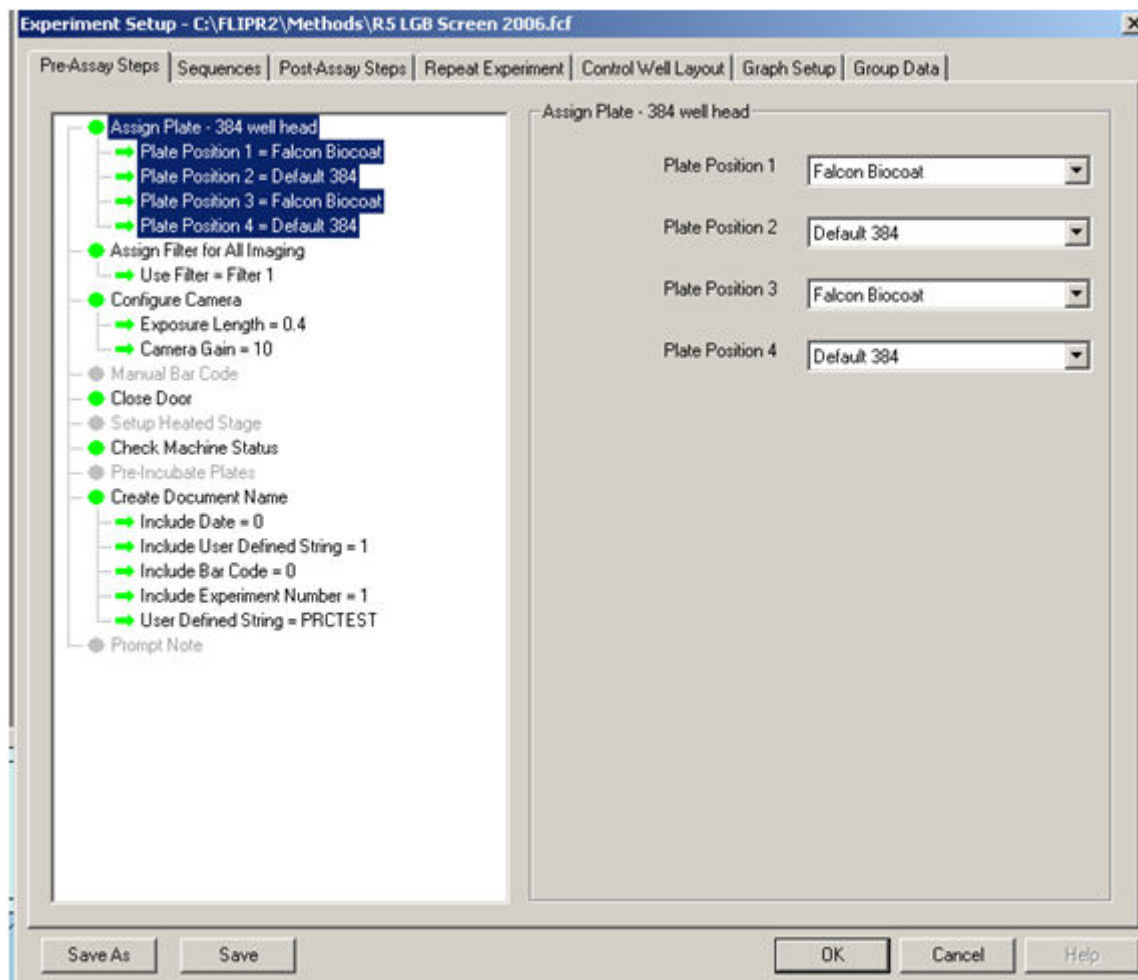 Experiment Setup - C:\FLIPR2\Methods\R5 LGB Screen 2006.fcf
Pre-Assay Steps Sequences Post-Assay Steps Repeat Experiment Control Well Layout Graph Setup Group Data
Assign Plate - 384 well head
Plate Position 1 = Falcon Biocoat
Plate Position 2 = Default 384
Plate Position 3 = Falcon Biocoat
Plate Position 4 = Default 384
Assign Filter for All Imaging
Use Filter = Filter 1
Configure Camera
Exposure Length = 0.4
Camera Gain = 10
Manual Bar Code
Close Door
Setup Heated Stage
Check Machine Status
Pre-Incubate Plates
Create Document Name
Include Date = 0
Include User Defined String = 1
Include Bar Code = 0
Include Experiment Number = 1
User Defined String = PRCTEST
Prompt Note
Assign Plate - 384 well head
Plate Position 1 Falcon Biocoat
Plate Position 2 Default 384
Plate Position 3 Falcon Biocoat
Plate Position 4 Default 384
Save As Save OK Cancel Help